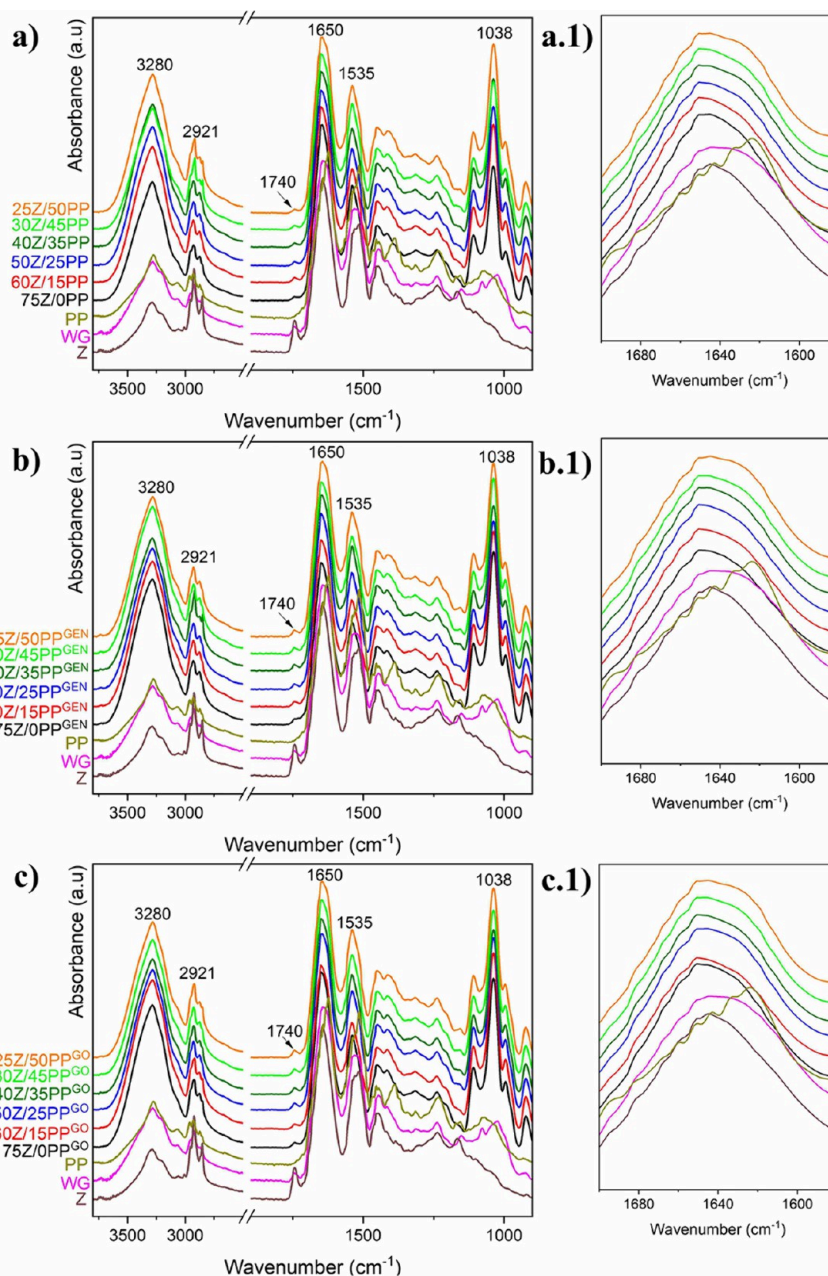 a)
Absorbance (a.u)
3280
2921
1740
1650
1535
1038
25Z/50PP
30Z/45PP
40Z/35PP
50Z/25PP
60Z/15PP
75Z/0PP
PP
WG
Z
3500 3000 1500 1000
Wavenumber (cm-1)
a.1)
1680 1640 1600
Wavenumber (cm-1)
b)
Absorbance (a.u)
3280
2921
1740
1650
1535
1038
5Z/50PPGEN
0Z/45PPGEN
0Z/35PPGEN
0Z/25PPGEN
0Z/15PPGEN
75Z/0PPGEN
PP
WG
Z
3500 3000 1500 1000
Wavenumber (cm-1)
b.1)
1680 1640 1600
Wavenumber (cm-1)
c)
Absorbance (a.u)
3280
2921
1740
1650
1535
1038
25Z/50PPGO
30Z/45PPGO
40Z/35PPGO
50Z/25PPGO
60Z/15PPGO
75Z/0PPGO
PP
WG
Z
3500 3000 1500 1000
Wavenumber (cm-1)
c.1)
1680 1640 1600
Wavenumber (cm-1)